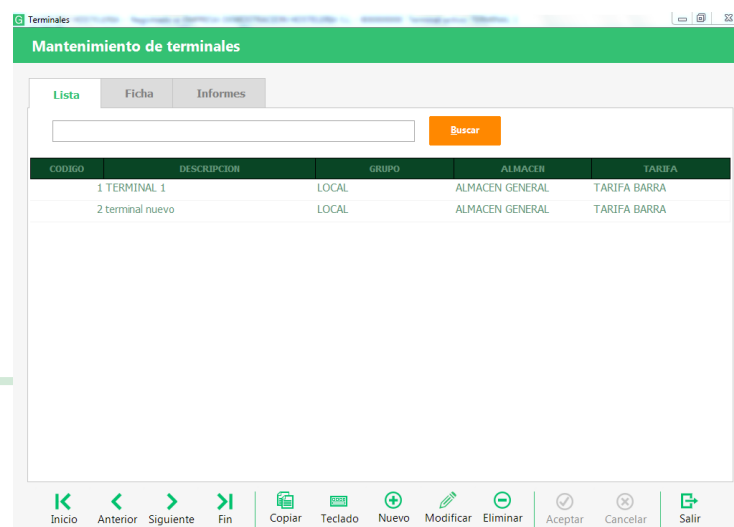 G Terminales
Mantenimiento de terminales
Lista Ficha Informes
Buscar
CODIGO DESCRIPCION GRUPO ALMACEN TARIFA
1 TERMINAL 1 LOCAL ALMACEN GENERAL TARIFA BARRA
2 terminal nuevo LOCAL ALMACEN GENERAL TARIFA BARRA
Inicio Anterior Siguiente Fin Copiar Teclado Nuevo Modificar Eliminar Aceptar Cancelar Salir